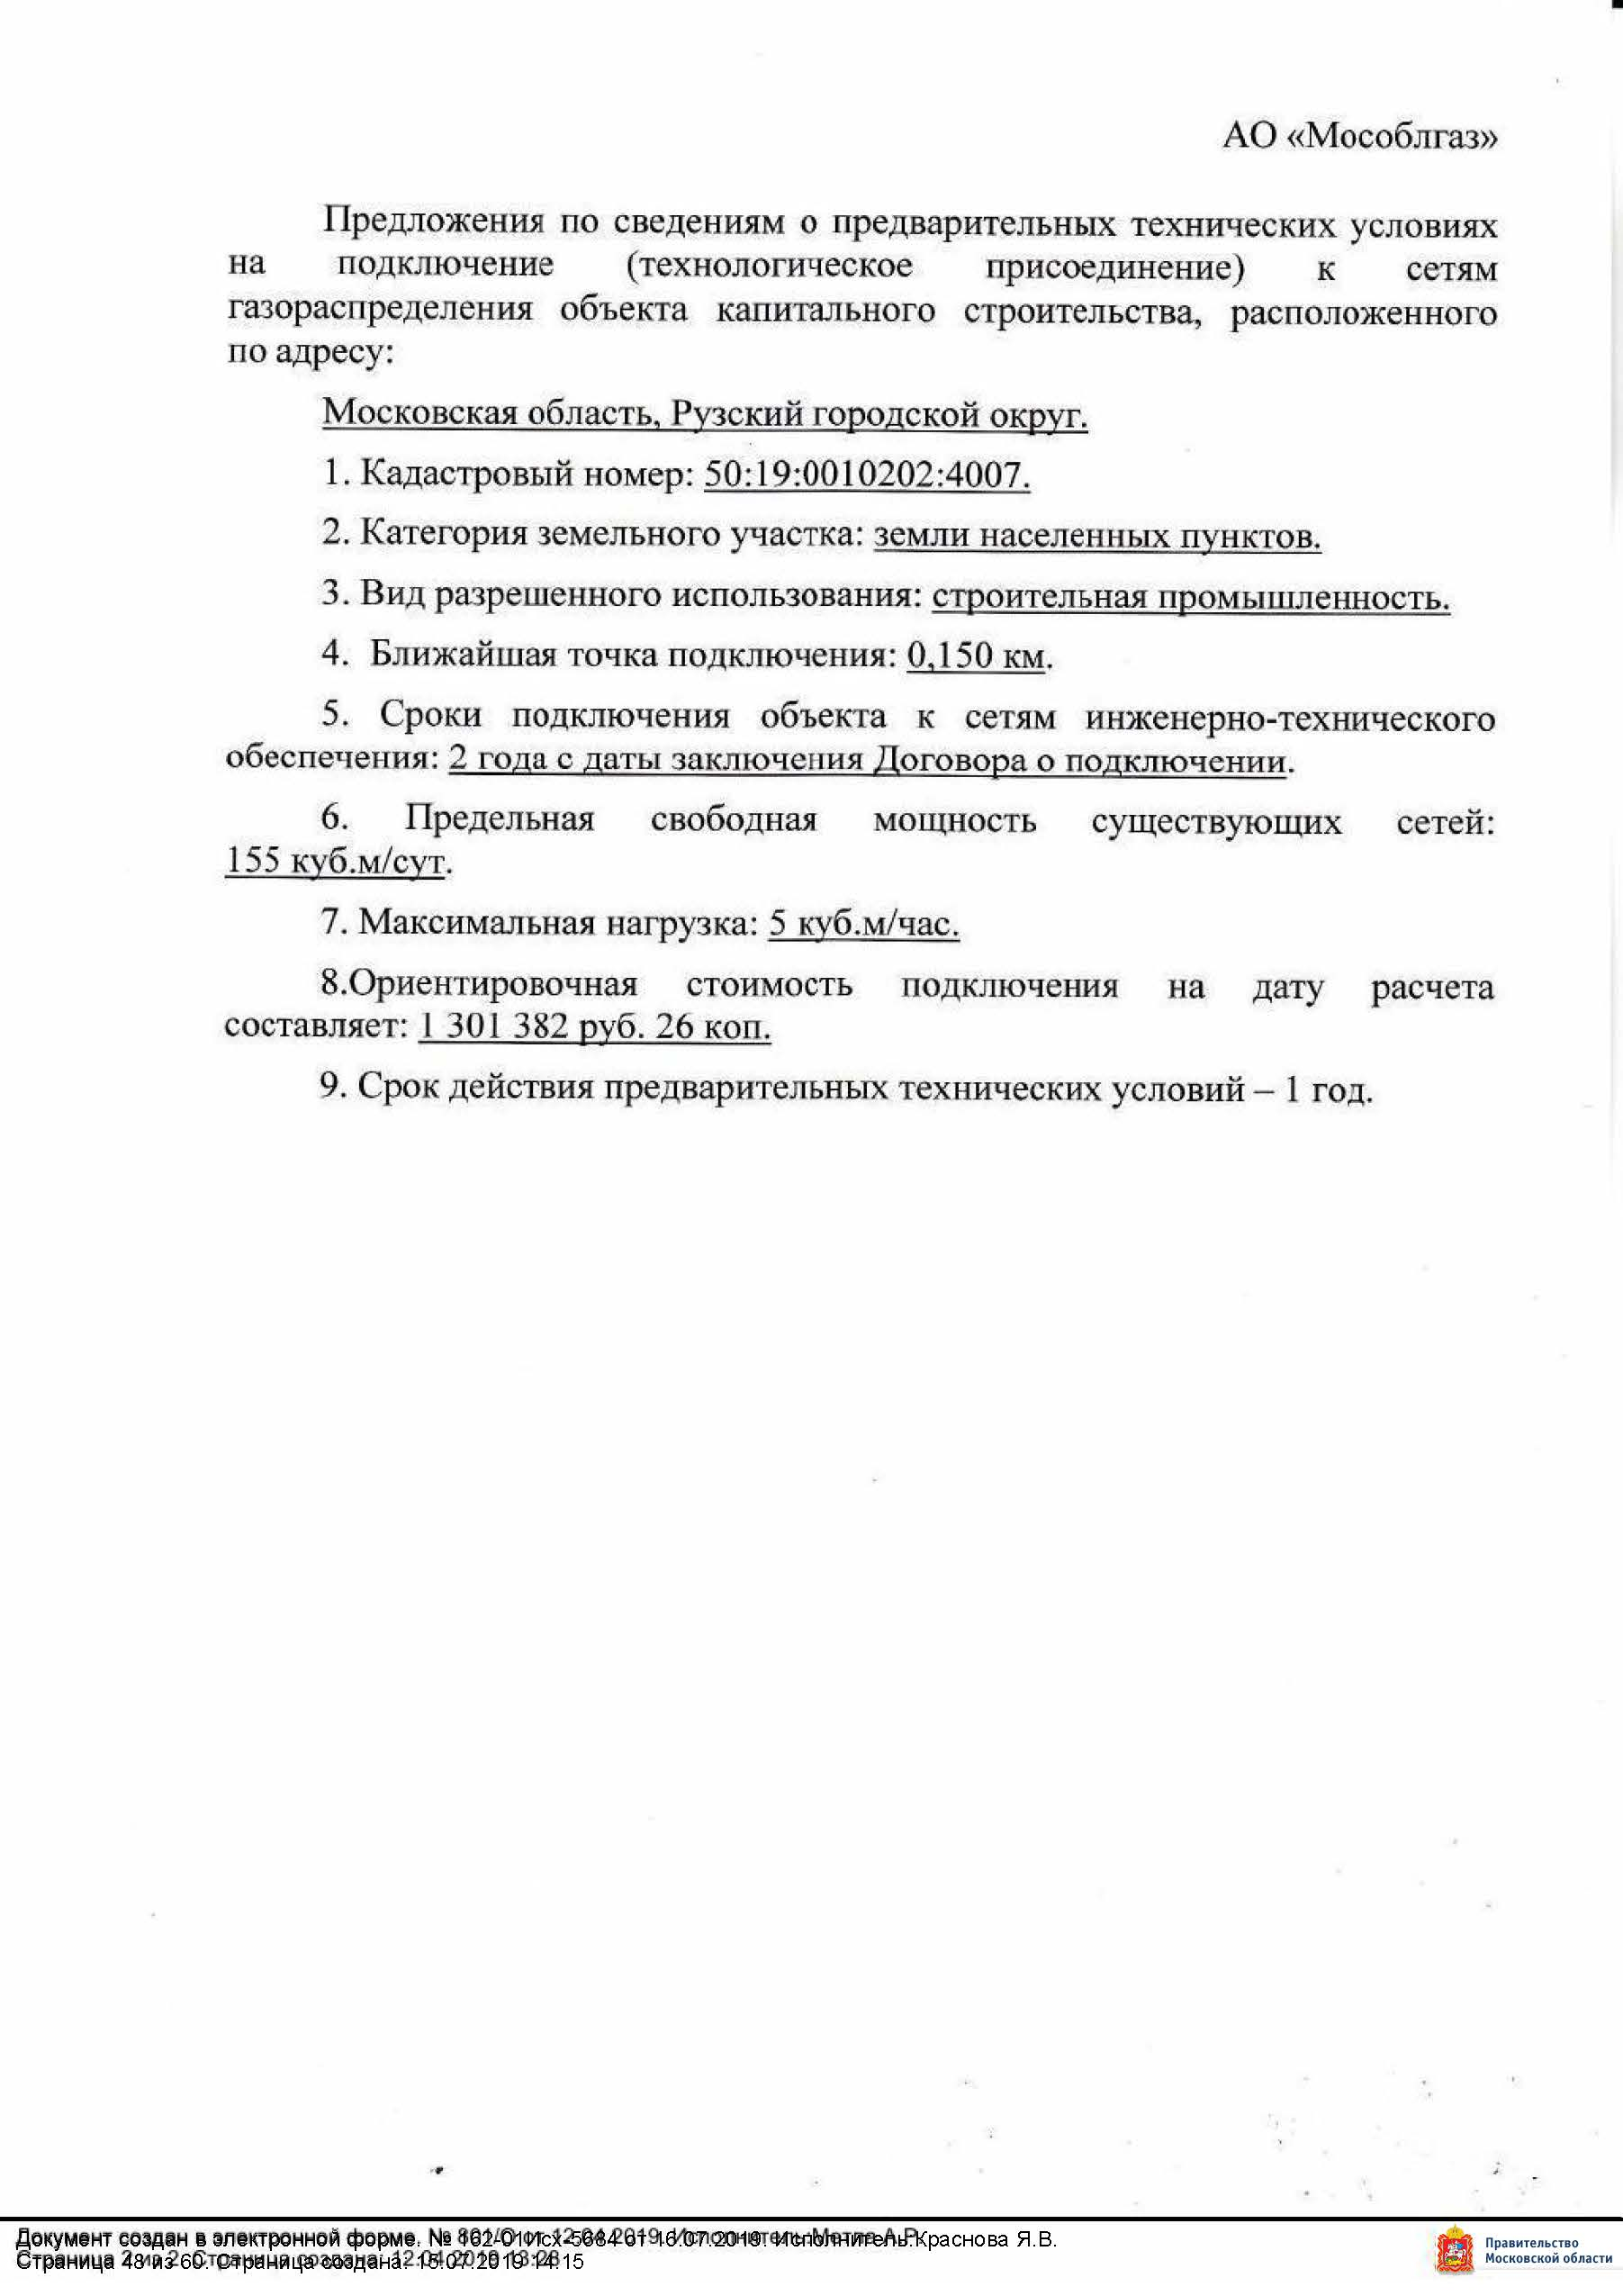 АО «Мособлгаз»
Предложения по сведениям о предварительных технических условиях
на подключение (технологическое присоединение) к сетям
газораспределения объекта капитального строительства, расположенного
по адресу:
Московская область, Рузский городской округ.
1. Кадастровый номер: 50:19:0010202:4007.
2. Категория земельного участка: земли населенных пунктов.
3. Вид разрешенного использования: строительная промышленность.
4. Ближайшая точка подключения: 0,150 км.
5. Сроки подключения объекта к сетям инженерно-технического
обеспечения: 2 года с даты заключения Договора о подключении.
6. Предельная свободная мощность существующих сетей:
155 куб.м/сут.
7. Максимальная нагрузка: 5 куб.м/час.
8.Ориентировочная стоимость подключения на дату расчета
составляет: 1 301 382 руб. 26 коп.
9. Срок действия предварительных технических условий – 1 год.
Документ создан в электронной форме. № Исполнитель:Краснова Я.В.
Страница создана:
Правительство
Московской области